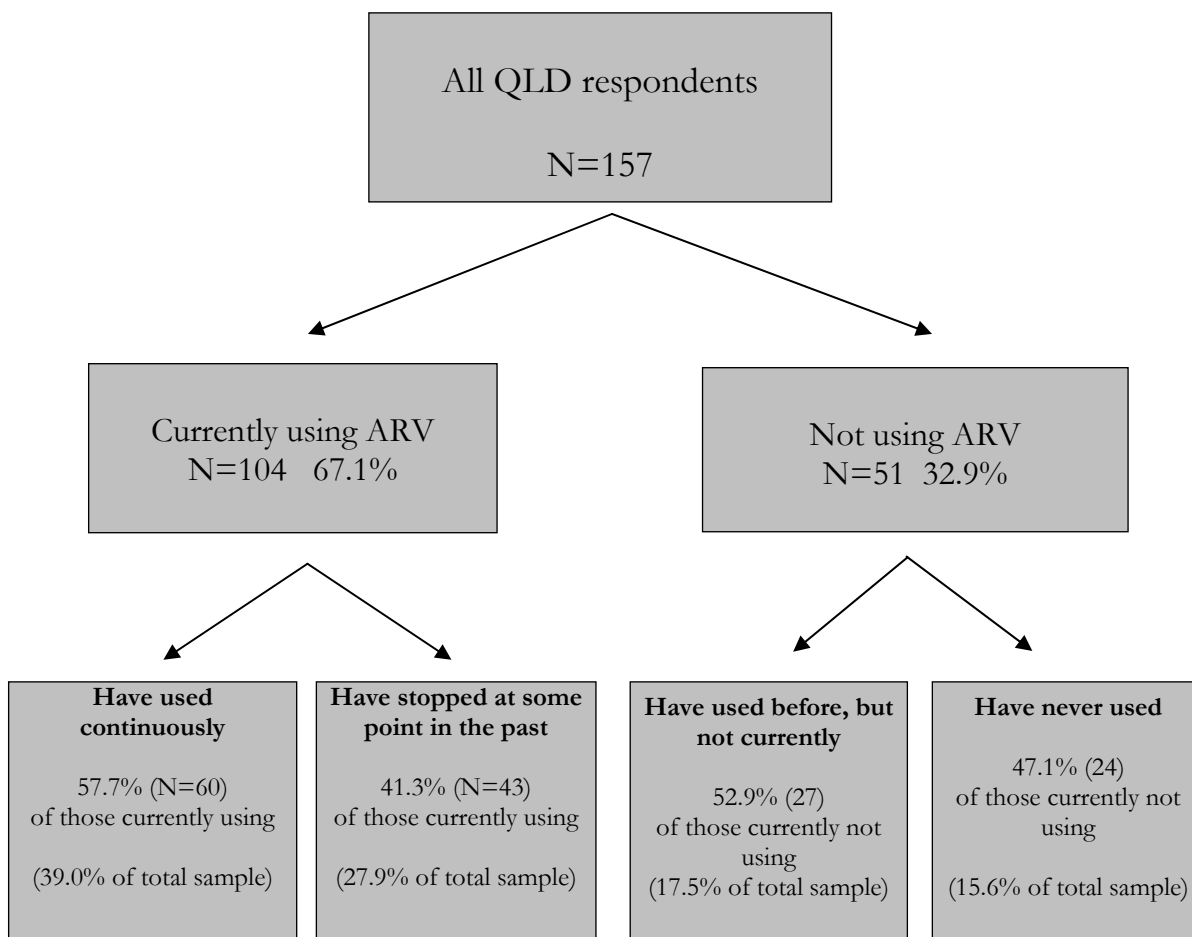 All QLD respondents
N=157
Currently using ARV
N=104 67.1%
Not using ARV
N=51 32.9%
Have used
continuously
57.7% (N=60)
of those currently using
(39.0% of total sample)
Have stopped at some
point in the past
41.3% (N=43)
of those currently using
(27.9% of total sample)
Have used before, but
not currently
52.9% (27)
of those currently not
using
(17.5% of total sample)
Have never used
47.1% (24)
of those currently not
using
(15.6% of total sample)